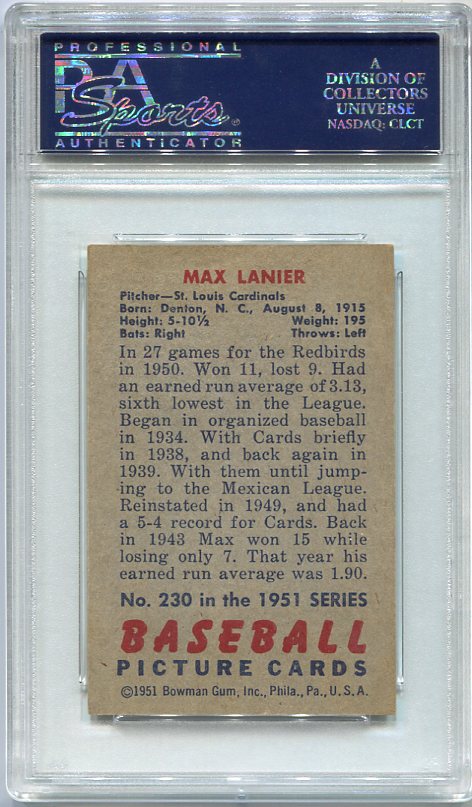 PROFESSIONAL
PSA
Sports®
AUTHENTICATOR
A
DIVISION OF
COLLECTORS
UNIVERSE
NASDAQ: CLCT
MAX LANIER
Pitcher—St. Louis Cardinals
Born: Denton, N. C., August 8, 1915
Height: 5-10½ Weight: 195
Bats: Right Throws: Left
In 27 games for the Redbirds
in 1950. Won 11, lost 9. Had
an earned run average of 3.13,
sixth lowest in the League.
Began in organized baseball
in 1934. With Cards briefly
in 1938, and back again in
1939. With them until jump-
ing to the Mexican League.
Reinstated in 1949, and had
a 5-4 record for Cards. Back
in 1943 Max won 15 while
losing only 7. That year his
earned run average was 1.90.
No. 230 in the 1951 SERIES
BASEBALL
PICTURE CARDS
©1951 Bowman Gum, Inc., Phila., Pa., U. S. A.